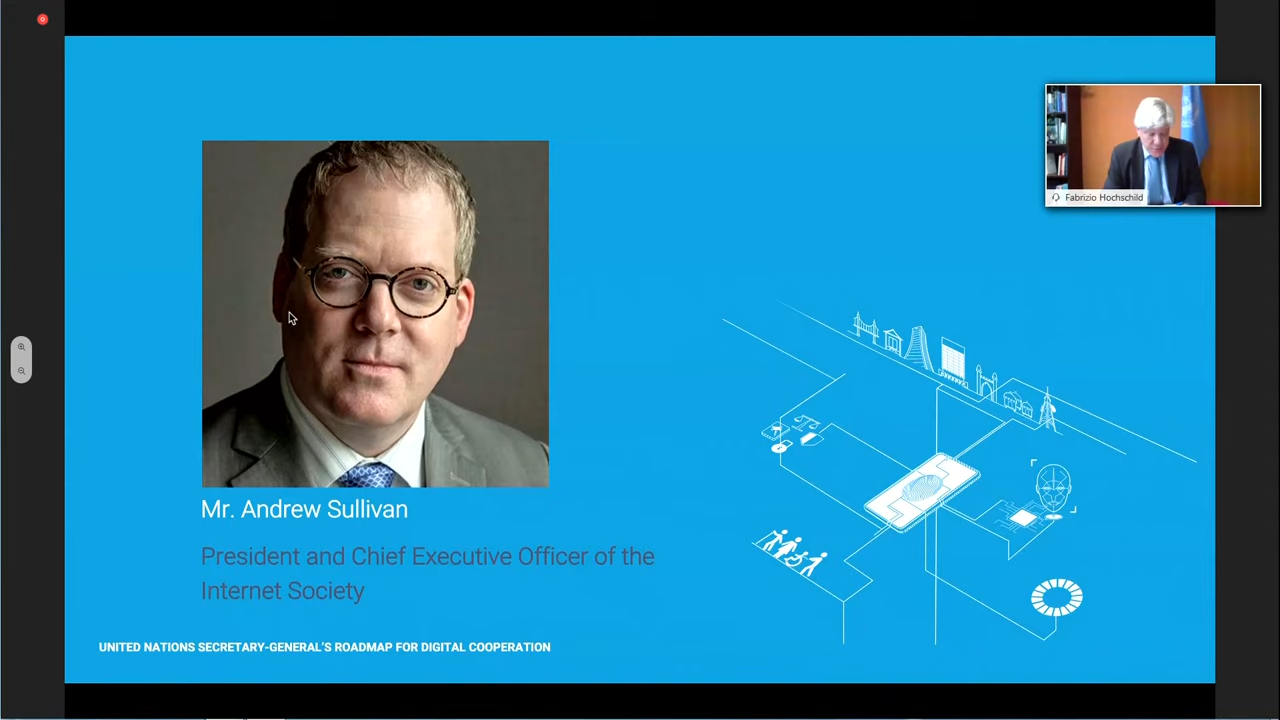 Fabrizio Hochschild
Mr. Andrew Sullivan
President and Chief Executive Officer of the
Internet Society
UNITED NATIONS SECRETARY-GENERAL'S ROADMAP FOR DIGITAL COOPERATION